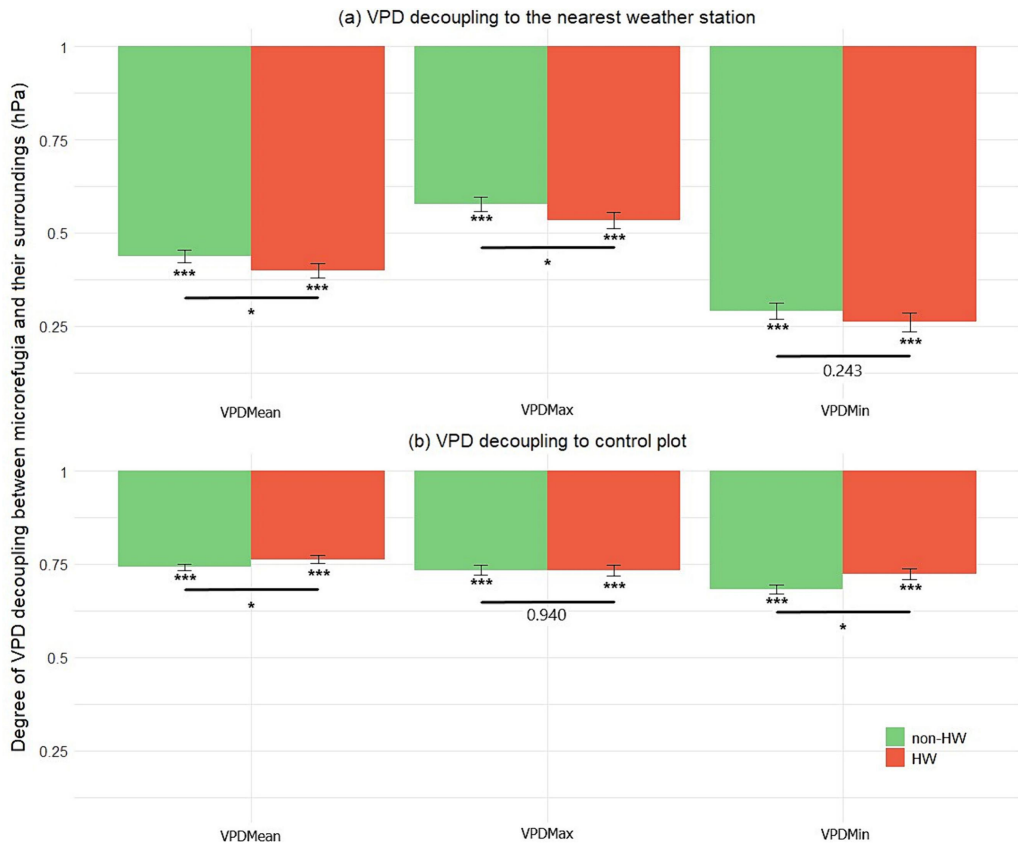 (a) VPD decoupling to the nearest weather station
Degree of VPD decoupling between microrefugia and their surroundings (hPa)
1
0.75
0.5
0.25
***
***
*
***
***
*
***
***
0.243
VPDMean
VPDMax
VPDMin
(b) VPD decoupling to control plot
1
0.75
0.5
0.25
***
***
*
***
***
0.940
***
***
*
non-HW
HW
VPDMean
VPDMax
VPDMin